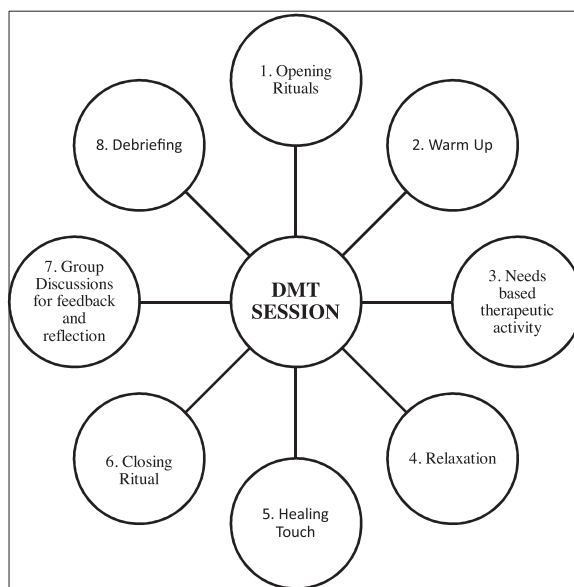 1. Opening
Rituals
8. Debriefing
2. Warm Up
7. Group
Discussions
for feedback
and
reflection
DMT
SESSION
3. Needs
based
therapeutic
activity
6. Closing
Ritual
4. Relaxation
5. Healing
Touch